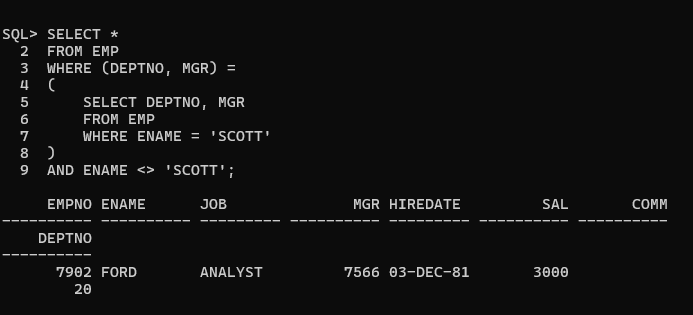 SQL> SELECT *
  2  FROM EMP
  3  WHERE (DEPTNO, MGR) =
  4  (
  5      SELECT DEPTNO, MGR
  6      FROM EMP
  7      WHERE ENAME = 'SCOTT'
  8  )
  9  AND ENAME <> 'SCOTT';
     EMPNO ENAME      JOB              MGR HIREDATE         SAL       COMM
---------- ---------- --------- ---------- --------- ---------- ----------
    DEPTNO
----------
      7902 FORD       ANALYST         7566 03-DEC-81       3000
        20